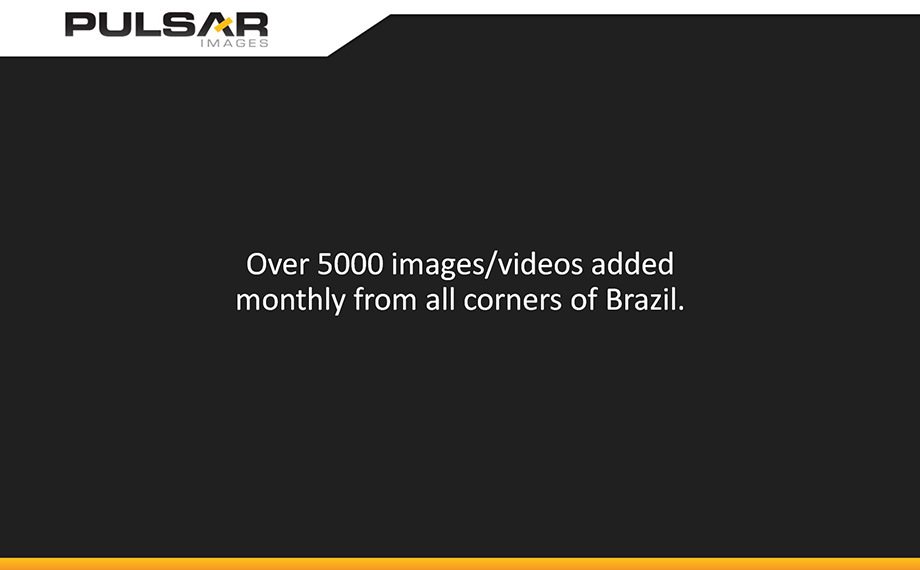 PULSAR
IMAGES
Over 5000 images/videos added
monthly from all corners of Brazil.